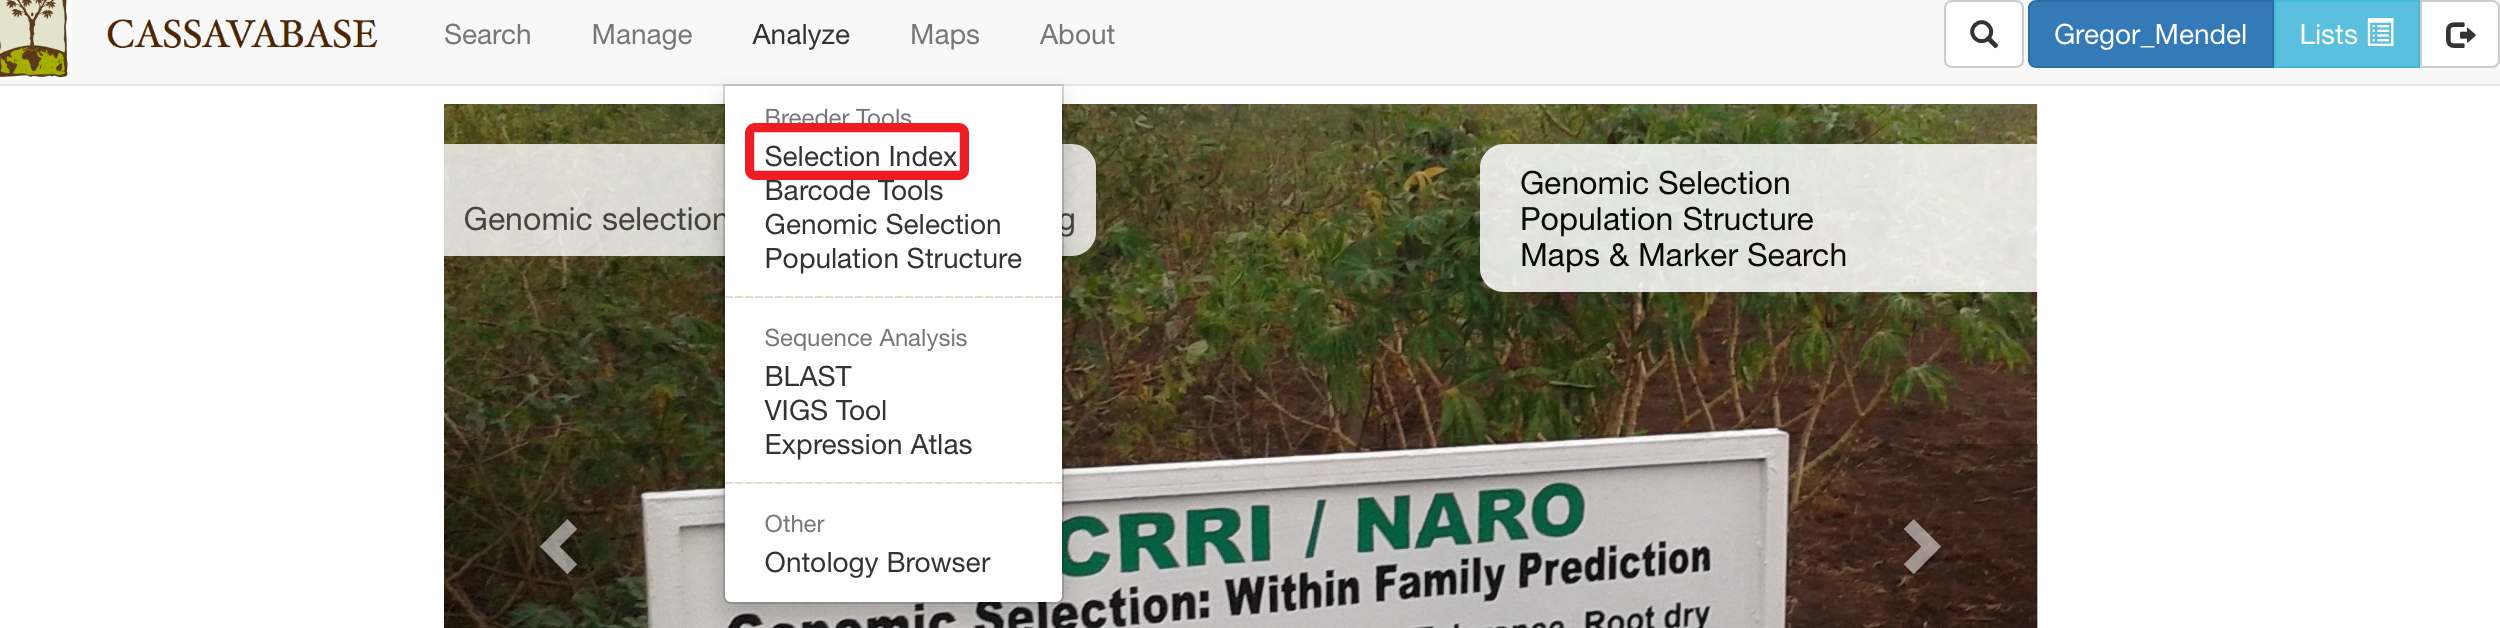 CASSAVABASE
Search
Manage
Analyze
Maps
About
Gregor_Mendel
Lists
Breeder Tools
Selection Index
Barcode Tools
Genomic Selection
Population Structure
Sequence Analysis
BLAST
VIGS Tool
Expression Atlas
Other
Ontology Browser
Genomic selection
Genomic Selection
Population Structure
Maps & Marker Search
CRRI / NARO
Genomic Selection: Within Family Prediction
Root dry